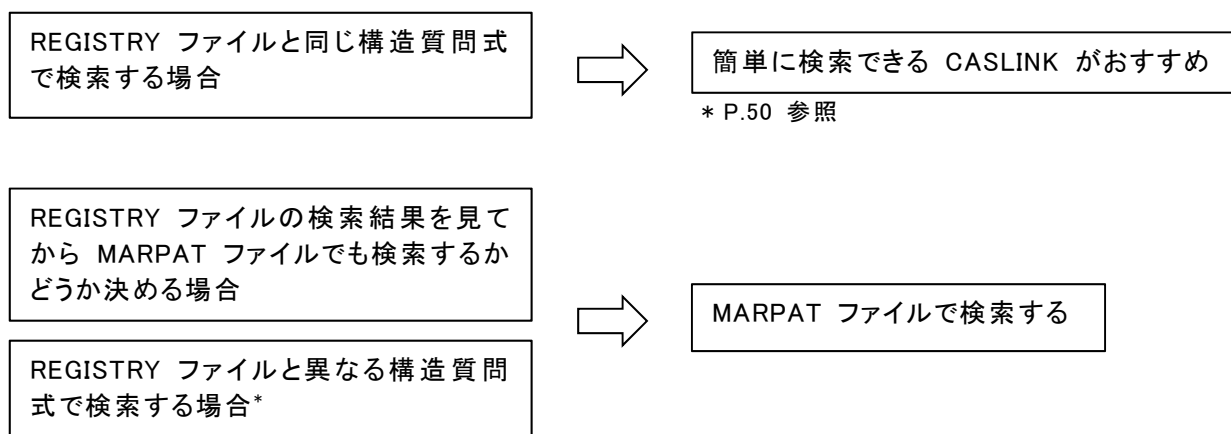 REGISTRY ファイルと同じ構造質問式
で検索する場合
簡単に検索できる CASLINK がおすすめ
* P.50 参照
REGISTRY ファイルの検索結果を見て
から MARPAT ファイルでも検索するか
どうか決める場合
MARPAT ファイルで検索する
REGISTRY ファイルと異なる構造質問
式で検索する場合*